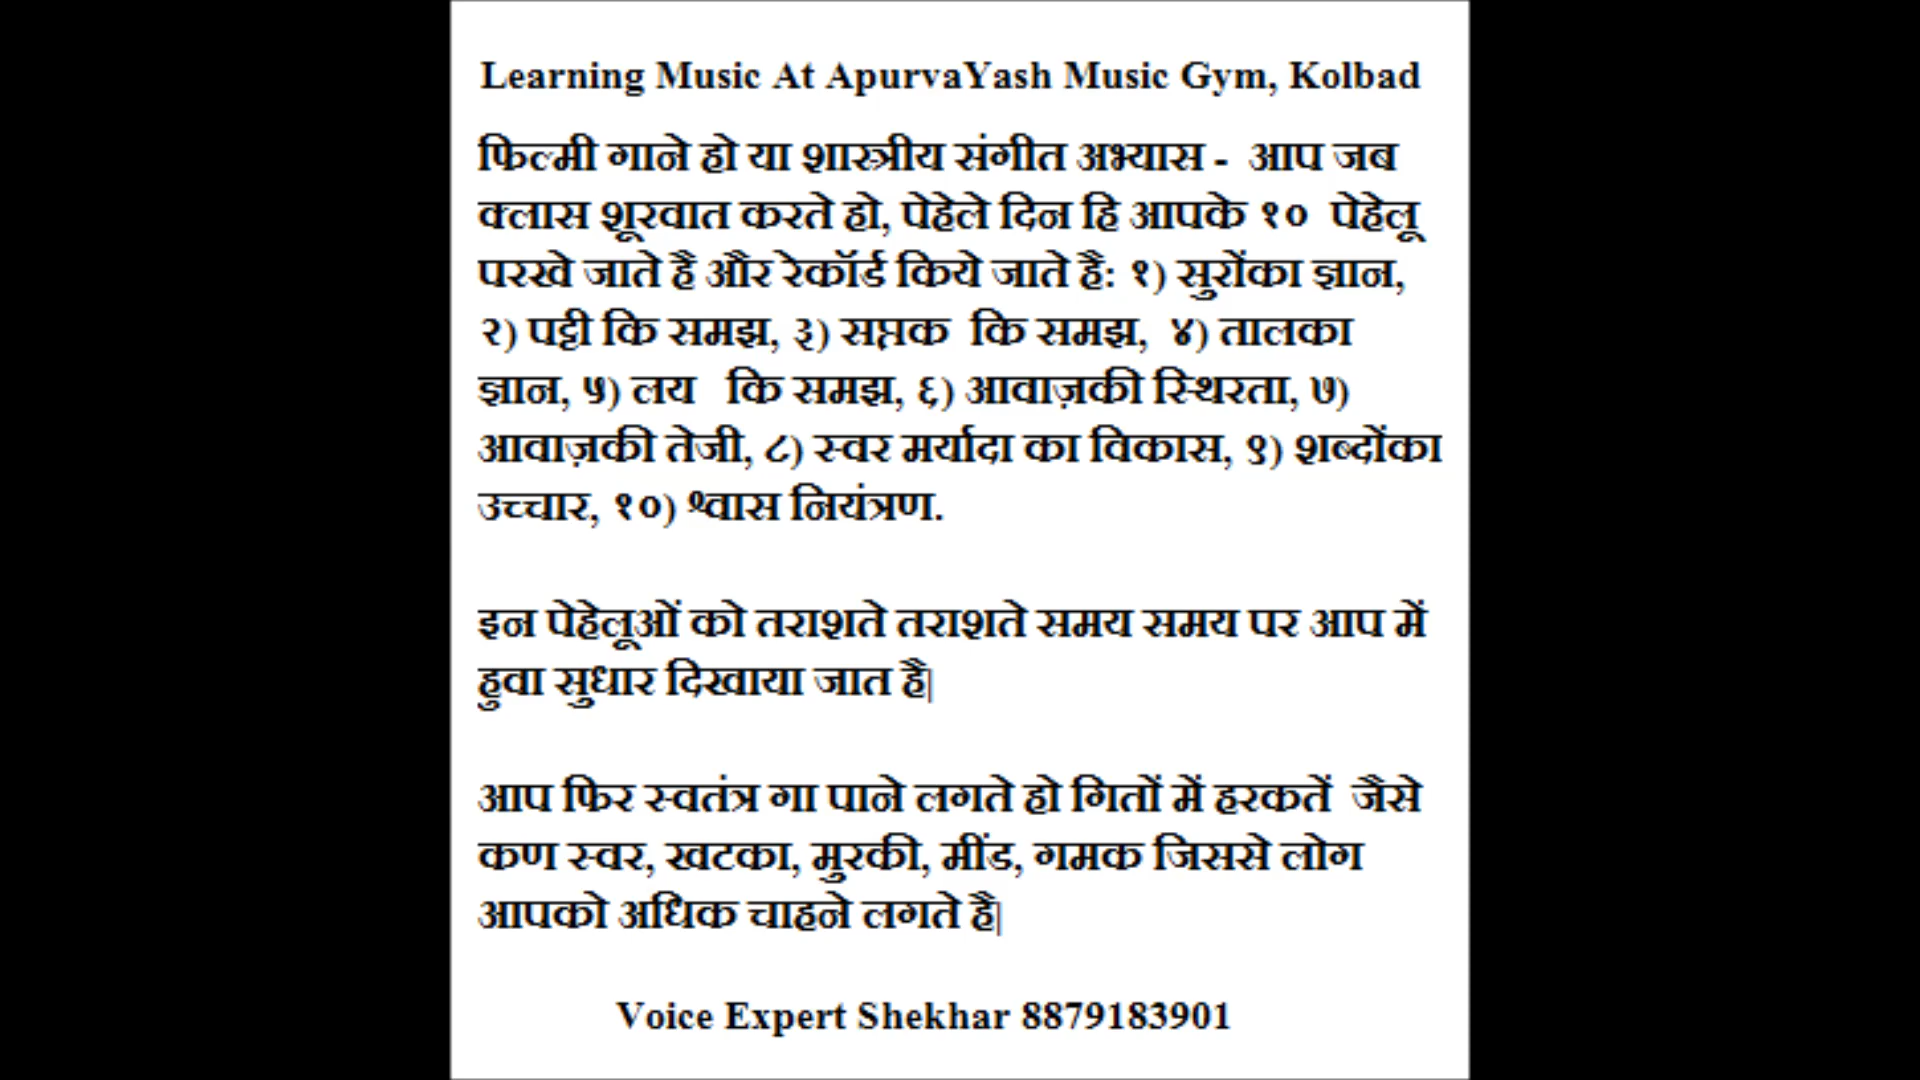 Learning Music At ApurvaYash Music Gym, Kolbad
फिल्मी गाने हो या शास्त्रीय संगीत अभ्यास - आप जब
क्लास शूरवात करते हो, पेहेले दिन हि आपके १० पेहेलू
परखे जाते है और रेकॉर्ड किये जाते है: १) सुरोंका ज्ञान,
२) पट्टी कि समझ, ३) सप्तक कि समझ, ४) तालका
ज्ञान, ५) लय कि समझ, ६) आवाज़की स्थिरता, ७)
आवाज़की तेजी, ८) स्वर मर्यादा का विकास, ९) शब्दोंका
उच्चार, १०) श्वास नियंत्रण.
इन पेहेलूओं को तराशते तराशते समय समय पर आप में
हुवा सुधार दिखाया जात है|
आप फिर स्वतंत्र गा पाने लगते हो गितों में हरकतें जैसे
कण स्वर, खटका, मुरकी, मींड, गमक जिससे लोग
आपको अधिक चाहने लगते है|
Voice Expert Shekhar 8879183901